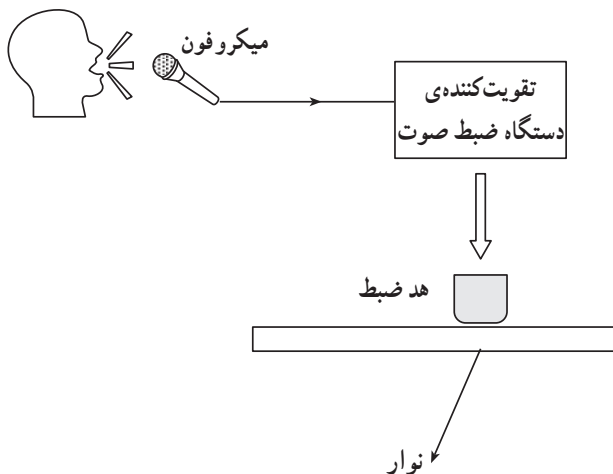 میکروفون
تقویت‌کننده‌ی
دستگاه ضبط صوت
هد ضبط
نوار